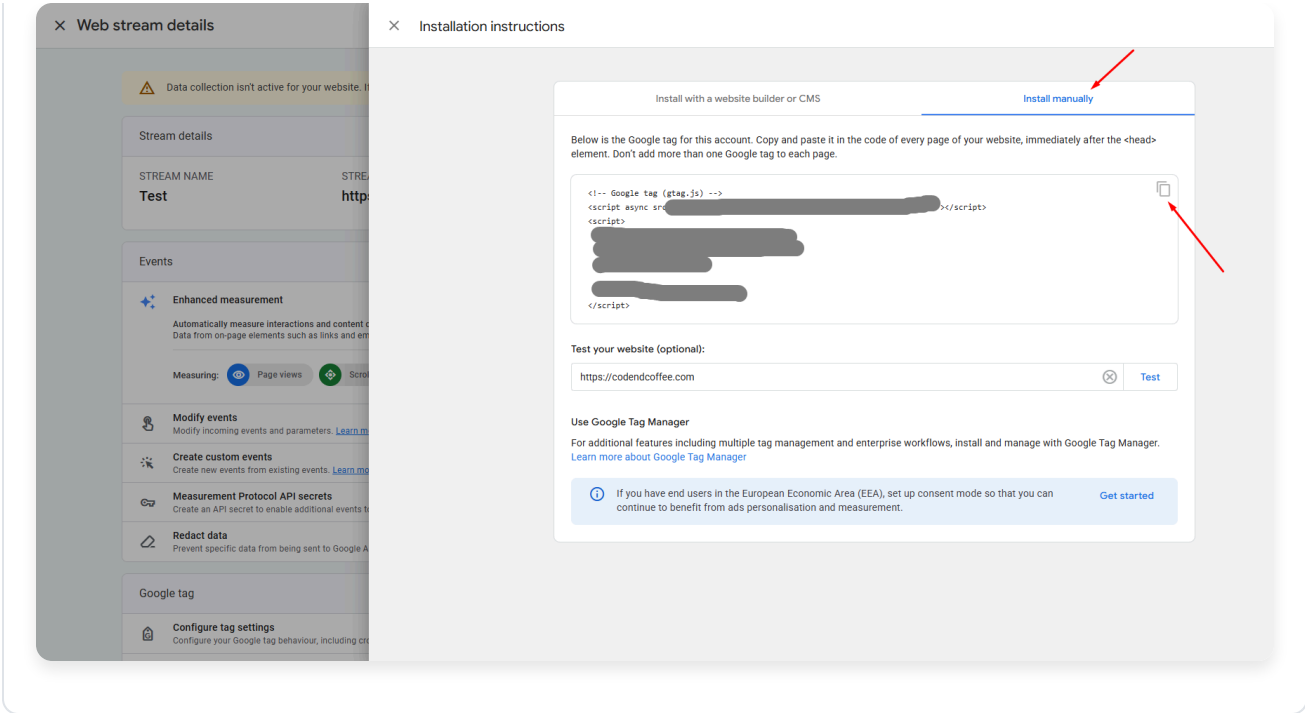 Web stream details
Data collection isn't active for your website. If
Stream details
STREAM NAME
STREA
Test
http
Events
Enhanced measurement
Automatically measure interactions and content
Data from on-page elements such as links and em
Measuring:
Page views
Scrol
Modify events
Modify incoming events and parameters. Learn m
Create custom events
Create new events from existing events. Learn mo
Measurement Protocol API secrets
Create an API secret to enable additional events t
Redact data
Prevent specific data from being sent to Google A
Google tag
Configure tag settings
Configure your Google tag behaviour, including cro
Installation instructions
Install with a website builder or CMS
Install manually
Below is the Google tag for this account. Copy and paste it in the code of every page of your website, immediately after the <head>
element. Don't add more than one Google tag to each page.
<!-- Google tag (gtag.js) -->
<script async src ></script>
<script>
</script>
Test your website (optional):
https://codendcoffee.com
Test
Use Google Tag Manager
For additional features including multiple tag management and enterprise workflows, install and manage with Google Tag Manager.
Learn more about Google Tag Manager
If you have end users in the European Economic Area (EEA), set up consent mode so that you can
continue to benefit from ads personalisation and measurement.
Get started